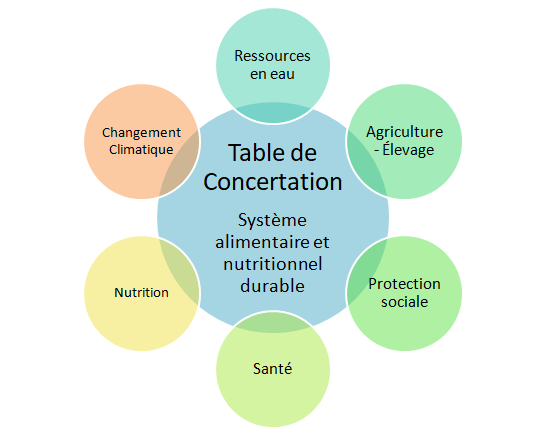 Ressources
en eau
Changement
Climatique
Agriculture
- Élevage
Table de
Concertation
Système
alimentaire et
nutritionnel
durable
Nutrition
Protection
sociale
Santé